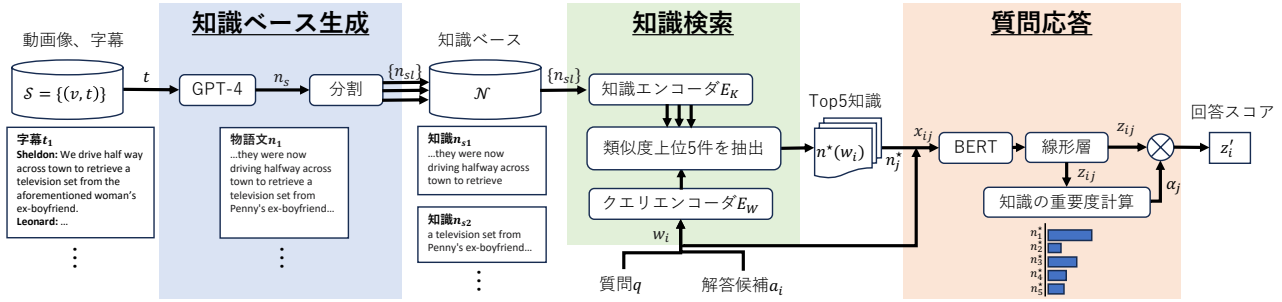 知識ベース生成
知識検索
質問応答
動画像、字幕
𝒮 = {(v, t)}
t
GPT-4
n_s
分割
{n_sl}
知識ベース
𝒩
{n_sl}
知識エンコーダE_K
類似度上位5件を抽出
クエリエンコーダE_W
w_i
質問q
解答候補a_i
Top5知識
n*(w_i)
n_j*
x_ij
BERT
線形層
z_ij
z_ij
知識の重要度計算
α_j
回答スコア
z_i′
n_1*
n_2*
n_3*
n_4*
n_5*
字幕t_1
Sheldon: We drive half way
across town to retrieve a
television set from the
aforementioned woman's
ex-boyfriend.
Leonard: …
物語文n_1
…they were now
driving halfway across
town to retrieve a
television set from
Penny's ex-boyfriend…
知識n_s1
…they were now
driving halfway across
town to retrieve
知識n_s2
a television set from
Penny's ex-boyfriend…